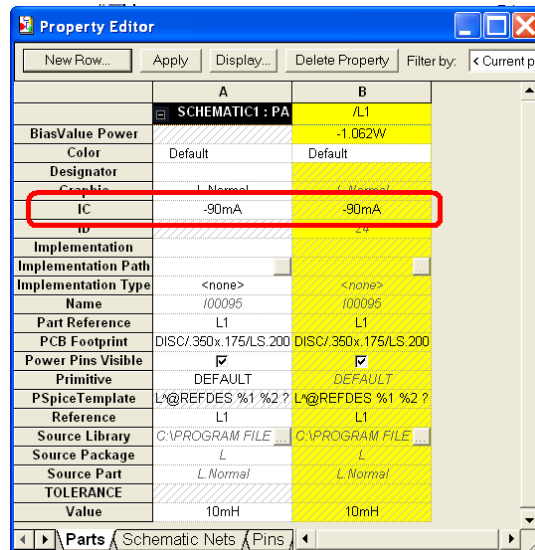 Property Editor
New Row... Apply Display... Delete Property Filter by: < Current p
A B
SCHEMATIC1 : PA /L1
BiasValue Power -1.062W
Color Default Default
Designator
Graphic L.Normal L.Normal
IC -90mA -90mA
ID 24
Implementation
Implementation Path
Implementation Type <none> <none>
Name I00095 I00095
Part Reference L1 L1
PCB Footprint DISC/.350x.175/LS.200 DISC/.350x.175/LS.200
Power Pins Visible
Primitive DEFAULT DEFAULT
PSpiceTemplate L^@REFDES %1 %2 ? L^@REFDES %1 %2 ?
Reference L1 L1
Source Library C:\PROGRAM FILE ... C:\PROGRAM FILE ...
Source Package L L
Source Part L.Normal L.Normal
TOLERANCE
Value 10mH 10mH
Parts Schematic Nets Pins